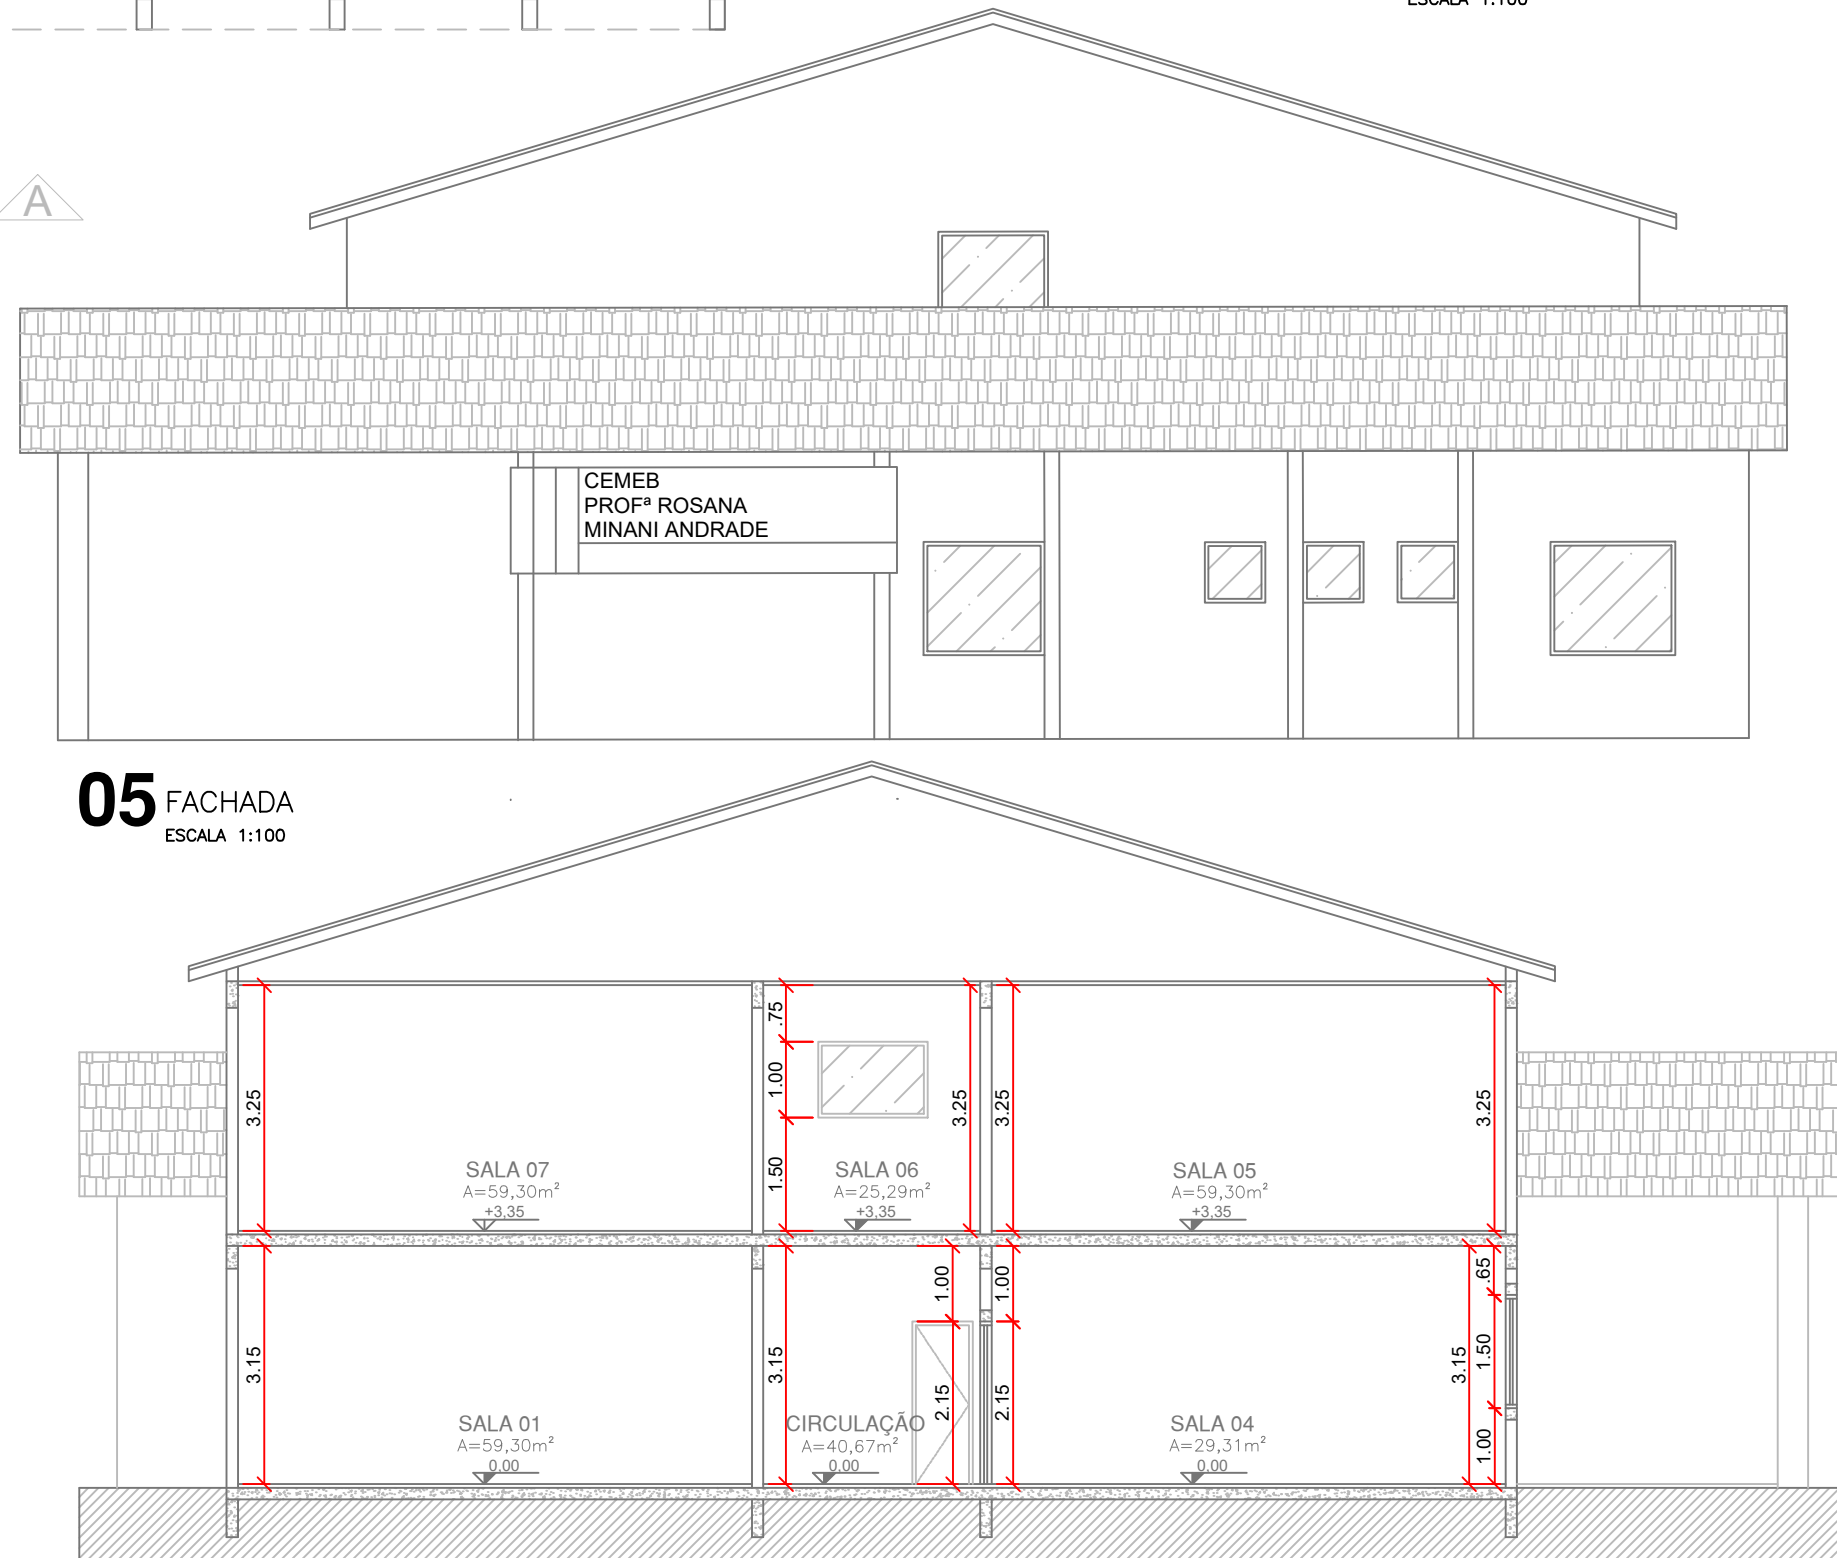 ESCALA 1:100
A
CEMEB
PROFª ROSANA
MINANI ANDRADE
05 FACHADA
ESCALA 1:100
.75
1.00
3.25
3.25
3.25
3.25
1.50
SALA 07
A=59,30m²
+3,35
SALA 06
A=25,29m²
+3,35
SALA 05
A=59,30m²
+3,35
1.00
1.00
.65
3.15
3.15
3.15
1.50
2.15
2.15
1.00
SALA 01
A=59,30m²
0,00
CIRCULAÇÃO
A=40,67m²
0,00
SALA 04
A=29,31m²
0,00